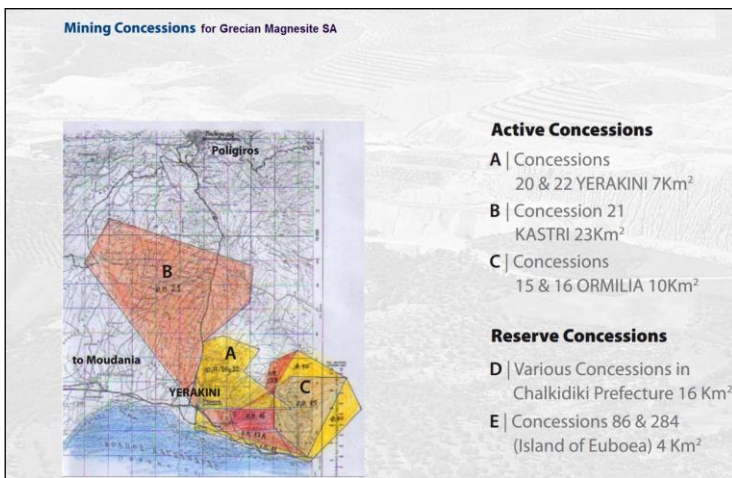 Mining Concessions for Grecian Magnesite SA
Poligiros
B
to Moudania
A
YERAKINI
C
Active Concessions
A | Concessions
20 & 22 YERAKINI 7Km²
B | Concession 21
KASTRI 23Km²
C | Concessions
15 & 16 ORMILIA 10Km²
Reserve Concessions
D | Various Concessions in
Chalkidiki Prefecture 16 Km²
E | Concessions 86 & 284
(Island of Euboea) 4 Km²